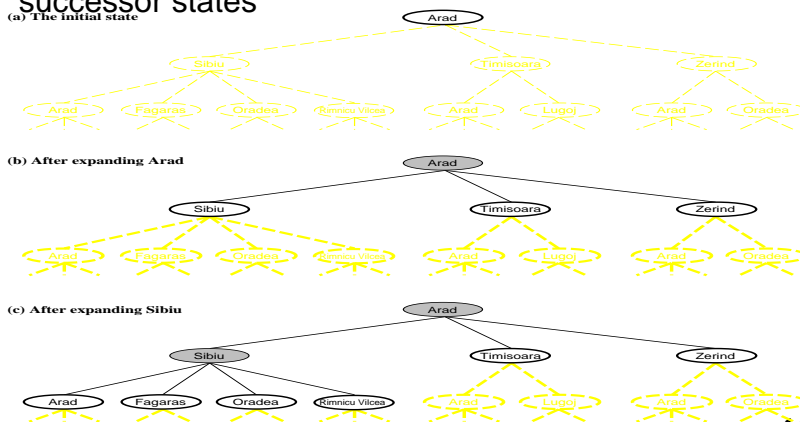 successor states
(a) The initial state
Arad
Sibiu Timisoara Zerind
Arad Fagaras Oradea Rimnicu Vilcea Arad Lugoj Arad Oradea
(b) After expanding Arad
Arad
Sibiu Timisoara Zerind
Arad Fagaras Oradea Rimnicu Vilcea Arad Lugoj Arad Oradea
(c) After expanding Sibiu
Arad
Sibiu Timisoara Zerind
Arad Fagaras Oradea Rimnicu Vilcea Arad Lugoj Arad Oradea